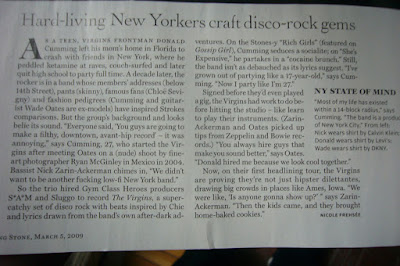 Hard-living New Yorkers craft disco-rock gems
AS A TEEN, VIRGINS FRONTMAN DONALD
Cumming left his mom's home in Florida to
crash with friends in New York, where he
peddled ketamine at raves, couch-surfed and later
quit high school to party full time. A decade later, the
rocker is in a band whose members' addresses (below
14th Street), pants (skinny), famous fans (Chloë Sevi-
gny) and fashion pedigrees (Cumming and guitar-
ist Wade Oates are ex-models) have inspired Strokes
comparisons. But the group's background and looks
belie its sound. "Everyone said, 'You guys are going to
make a filthy, downtown, avant-hip record' – it was
annoying," says Cumming, 27, who started the Vir-
gins after meeting Oates on a (nude) shoot by fine-
art photographer Ryan McGinley in Mexico in 2004.
Bassist Nick Zarin-Ackerman chimes in, "We didn't
want to be another fucking low-fi New York band."
So the trio hired Gym Class Heroes producers
S*A*M and Sluggo to record The Virgins, a super-
catchy set of disco rock with beats inspired by Chic
and lyrics drawn from the band's own after-dark ad-
ventures. On the Stones-y "Rich Girls" (featured on
Gossip Girl), Cumming seduces a socialite; on "She's
Expensive," he partakes in a "cocaine brunch." Still,
the band isn't as debauched as its lyrics suggest. "I've
grown out of partying like a 17-year-old," says Cum-
ming. "Now I party like I'm 27."
Signed before they'd even played
a gig, the Virgins had work to do be-
fore hitting the studio – like learn
to play their instruments. (Zarin-
Ackerman and Oates picked up
tips from Zeppelin and Bowie rec-
ords.) "You always hire guys that
make you sound better," says Oates.
"Donald hired me because we look cool together."
Now, on their first headlining tour, the Virgins
are proving they're not just hipster dilettantes,
drawing big crowds in places like Ames, Iowa. "We
were like, 'Is anyone gonna show up?'" says Zarin-
Ackerman. "Then the kids came, and they brought
home-baked cookies."
NICOLE FREHSÉE
NY STATE OF MIND
"Most of my life has existed
within a 14-block radius," says
Cumming. "The band is a product
of New York City." From left:
Nick wears shirt by Calvin Klein,
Donald wears shirt by Levi's,
Wade wears shirt by DKNY.
NG STONE, MARCH 5, 2009